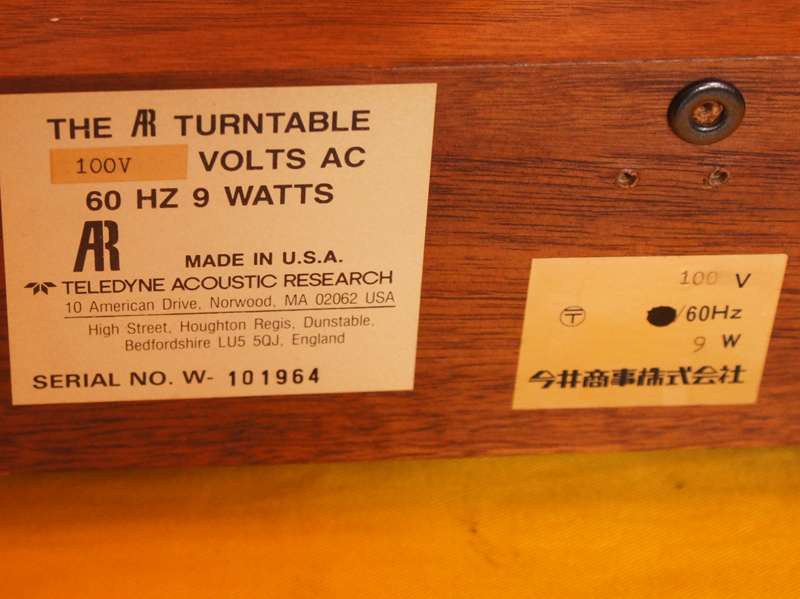 THE AR TURNTABLE
100V VOLTS AC
60 HZ 9 WATTS
AR
MADE IN U.S.A.
TELEDYNE ACOUSTIC RESEARCH
10 American Drive, Norwood, MA 02062 USA
High Street, Houghton Regis, Dunstable,
Bedfordshire LU5 5QJ, England
SERIAL NO. W- 101964
100 V
〒 /60Hz
9 W
今井商事株式会社